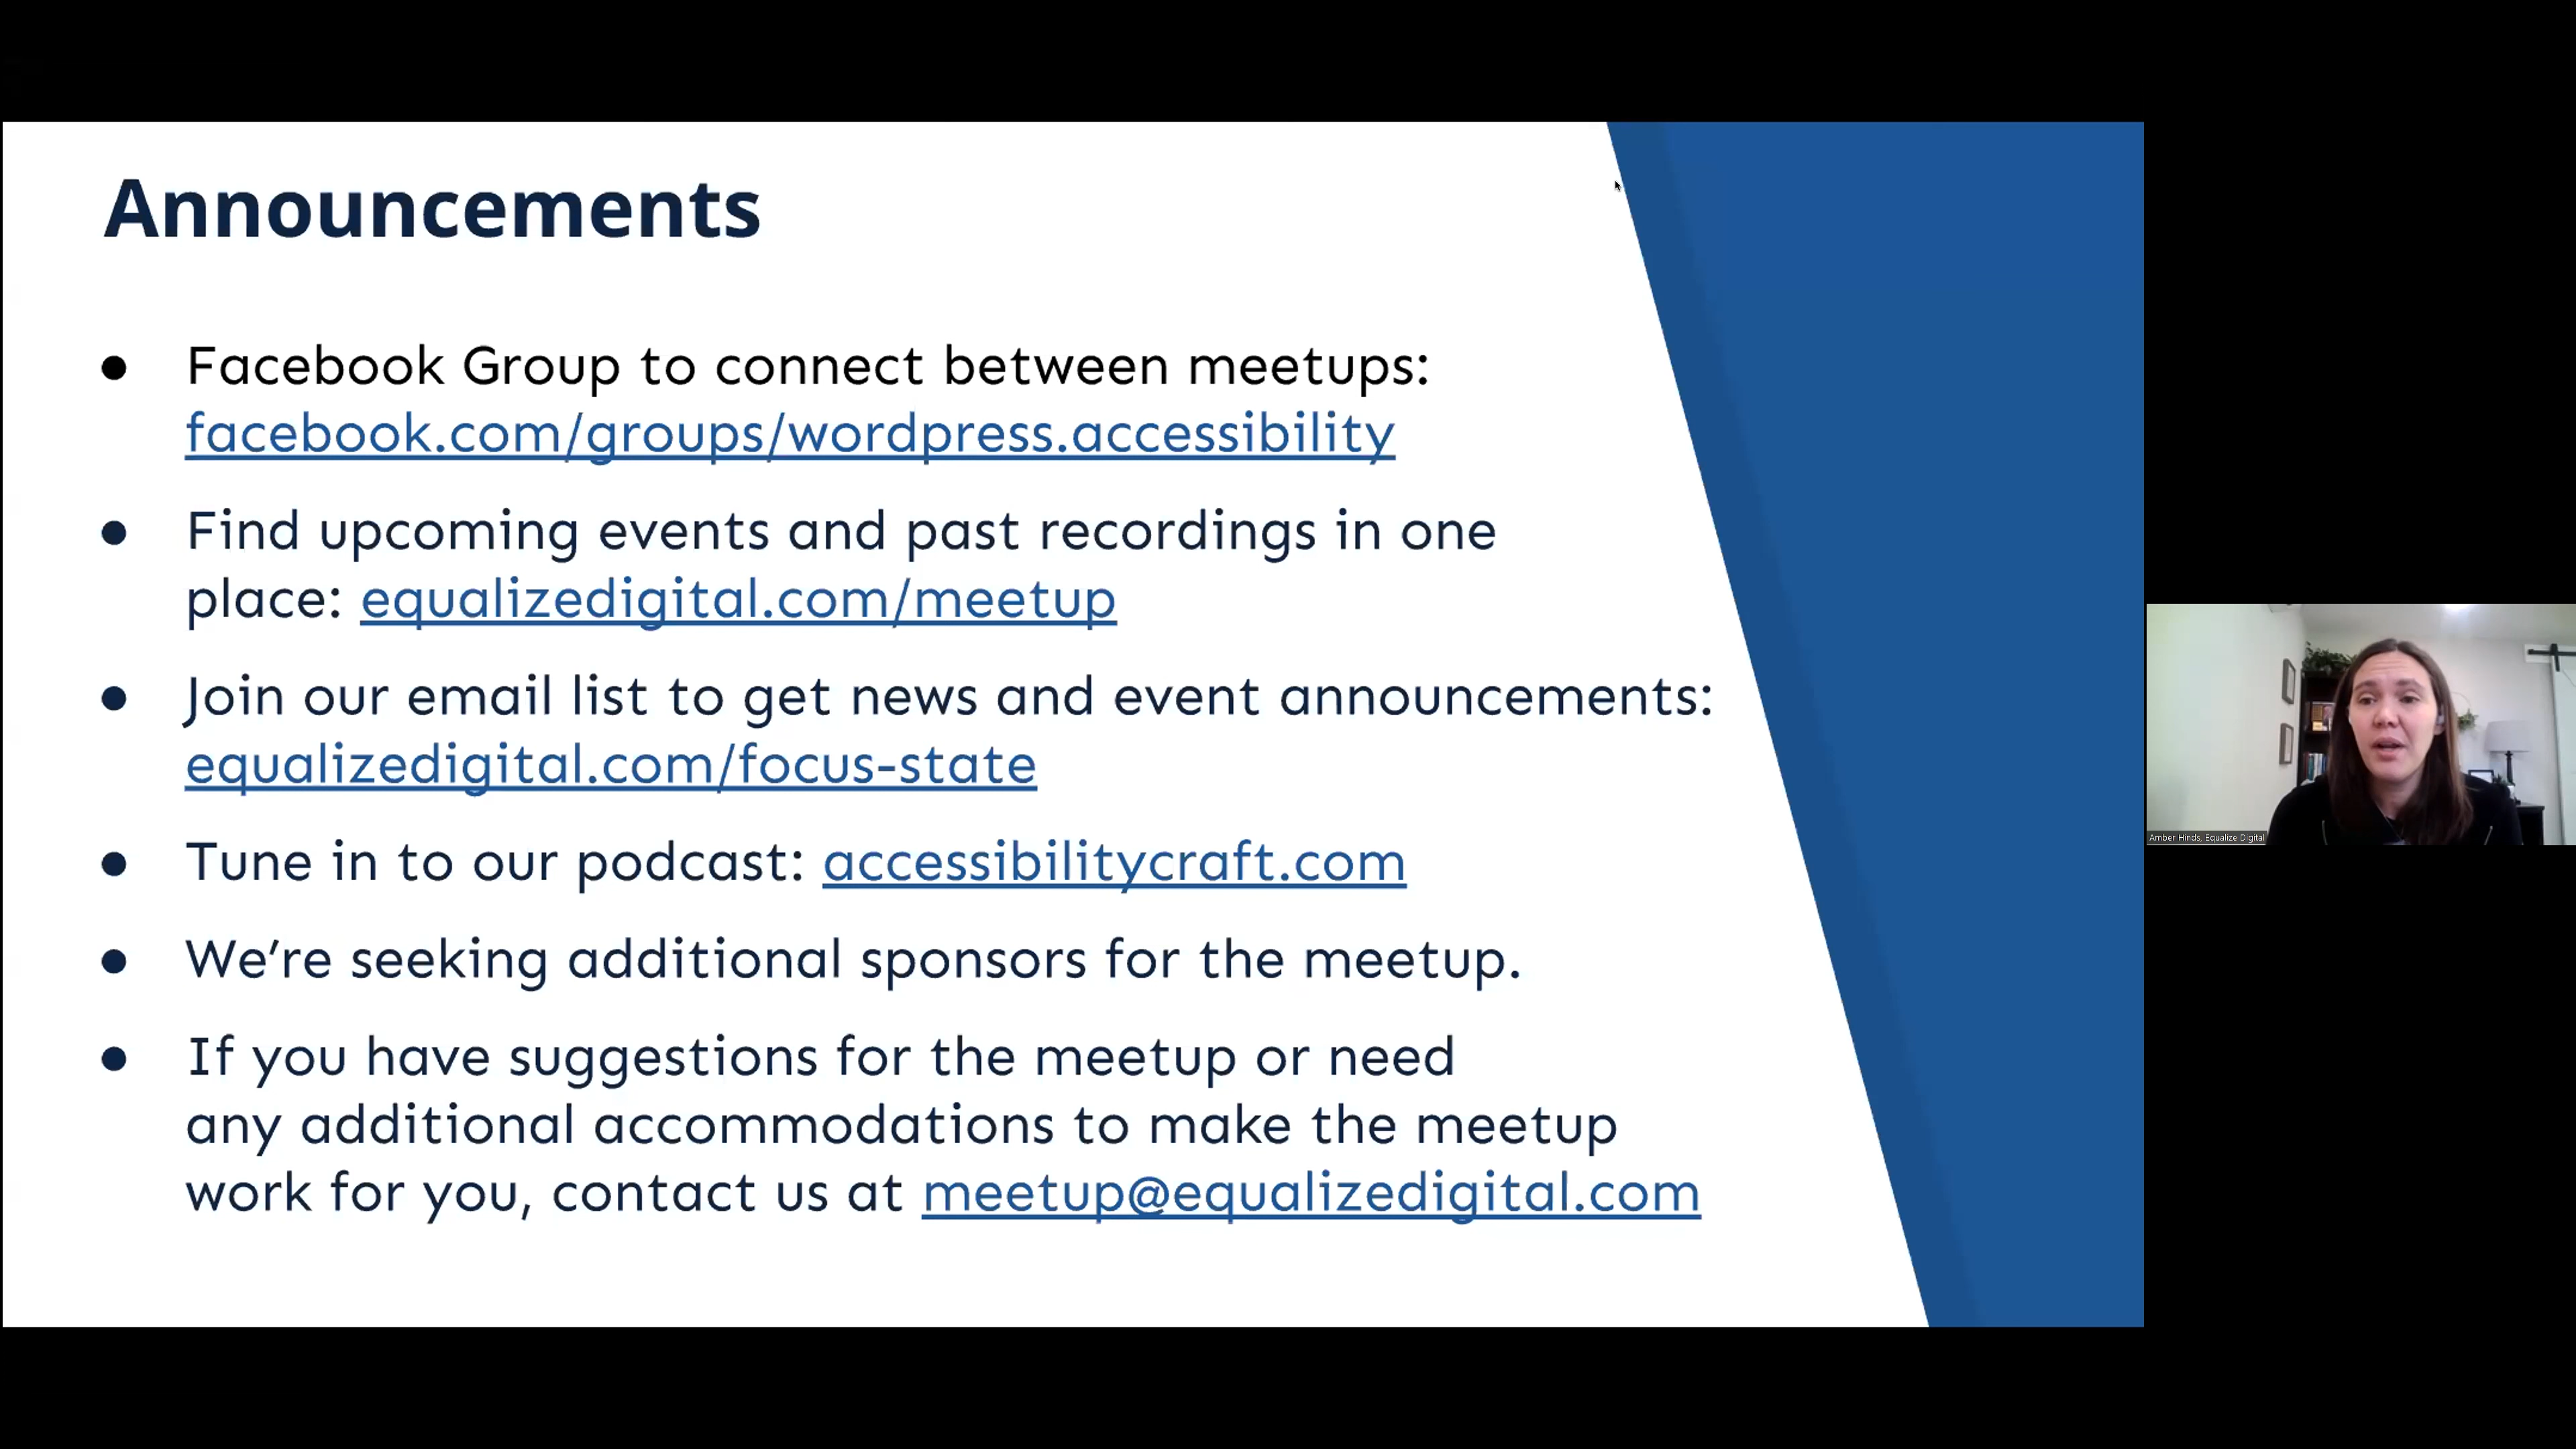 Announcements
● Facebook Group to connect between meetups:
facebook.com/groups/wordpress.accessibility
● Find upcoming events and past recordings in one
place: equalizedigital.com/meetup
● Join our email list to get news and event announcements:
equalizedigital.com/focus-state
● Tune in to our podcast: accessibilitycraft.com
● We’re seeking additional sponsors for the meetup.
● If you have suggestions for the meetup or need
any additional accommodations to make the meetup
work for you, contact us at meetup@equalizedigital.com
Amber Hinds, Equalize Digital